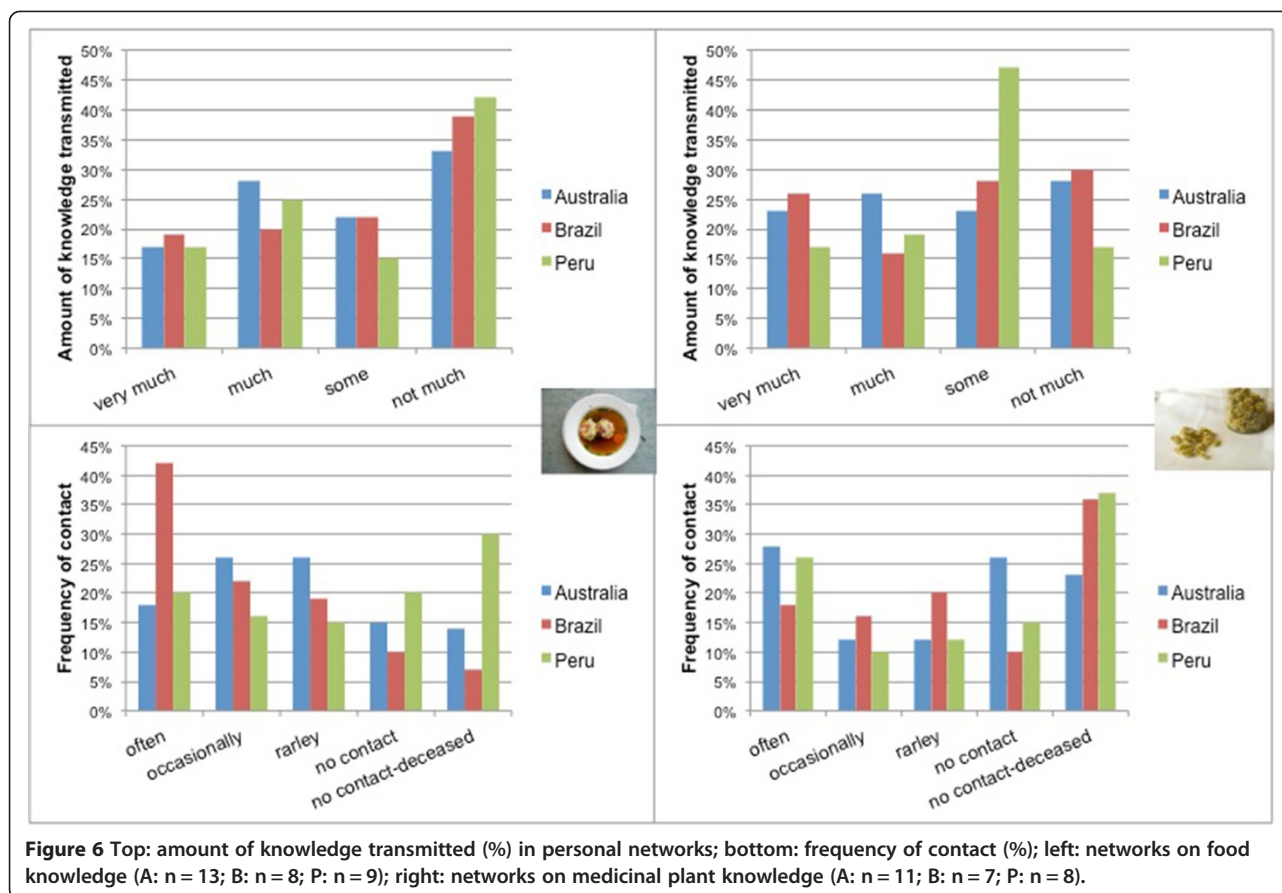 50%
45%
40%
35%
30%
25%
20%
15%
10%
5%
0%
Amount of knowledge transmitted
very much
much
some
not much
Australia
Brazil
Peru
50%
45%
40%
35%
30%
25%
20%
15%
10%
5%
0%
Amount of knowledge transmitted
very much
much
some
not much
Australia
Brazil
Peru
45%
40%
35%
30%
25%
20%
15%
10%
5%
0%
Frequency of contact
often
occasionally
rarley
no contact
no contact-deceased
Australia
Brazil
Peru
45%
40%
35%
30%
25%
20%
15%
10%
5%
0%
Frequency of contact
often
occasionally
rarley
no contact
no contact-deceased
Australia
Brazil
Peru
Figure 6 Top: amount of knowledge transmitted (%) in personal networks; bottom: frequency of contact (%); left: networks on food
knowledge (A: n = 13; B: n = 8; P: n = 9); right: networks on medicinal plant knowledge (A: n = 11; B: n = 7; P: n = 8).